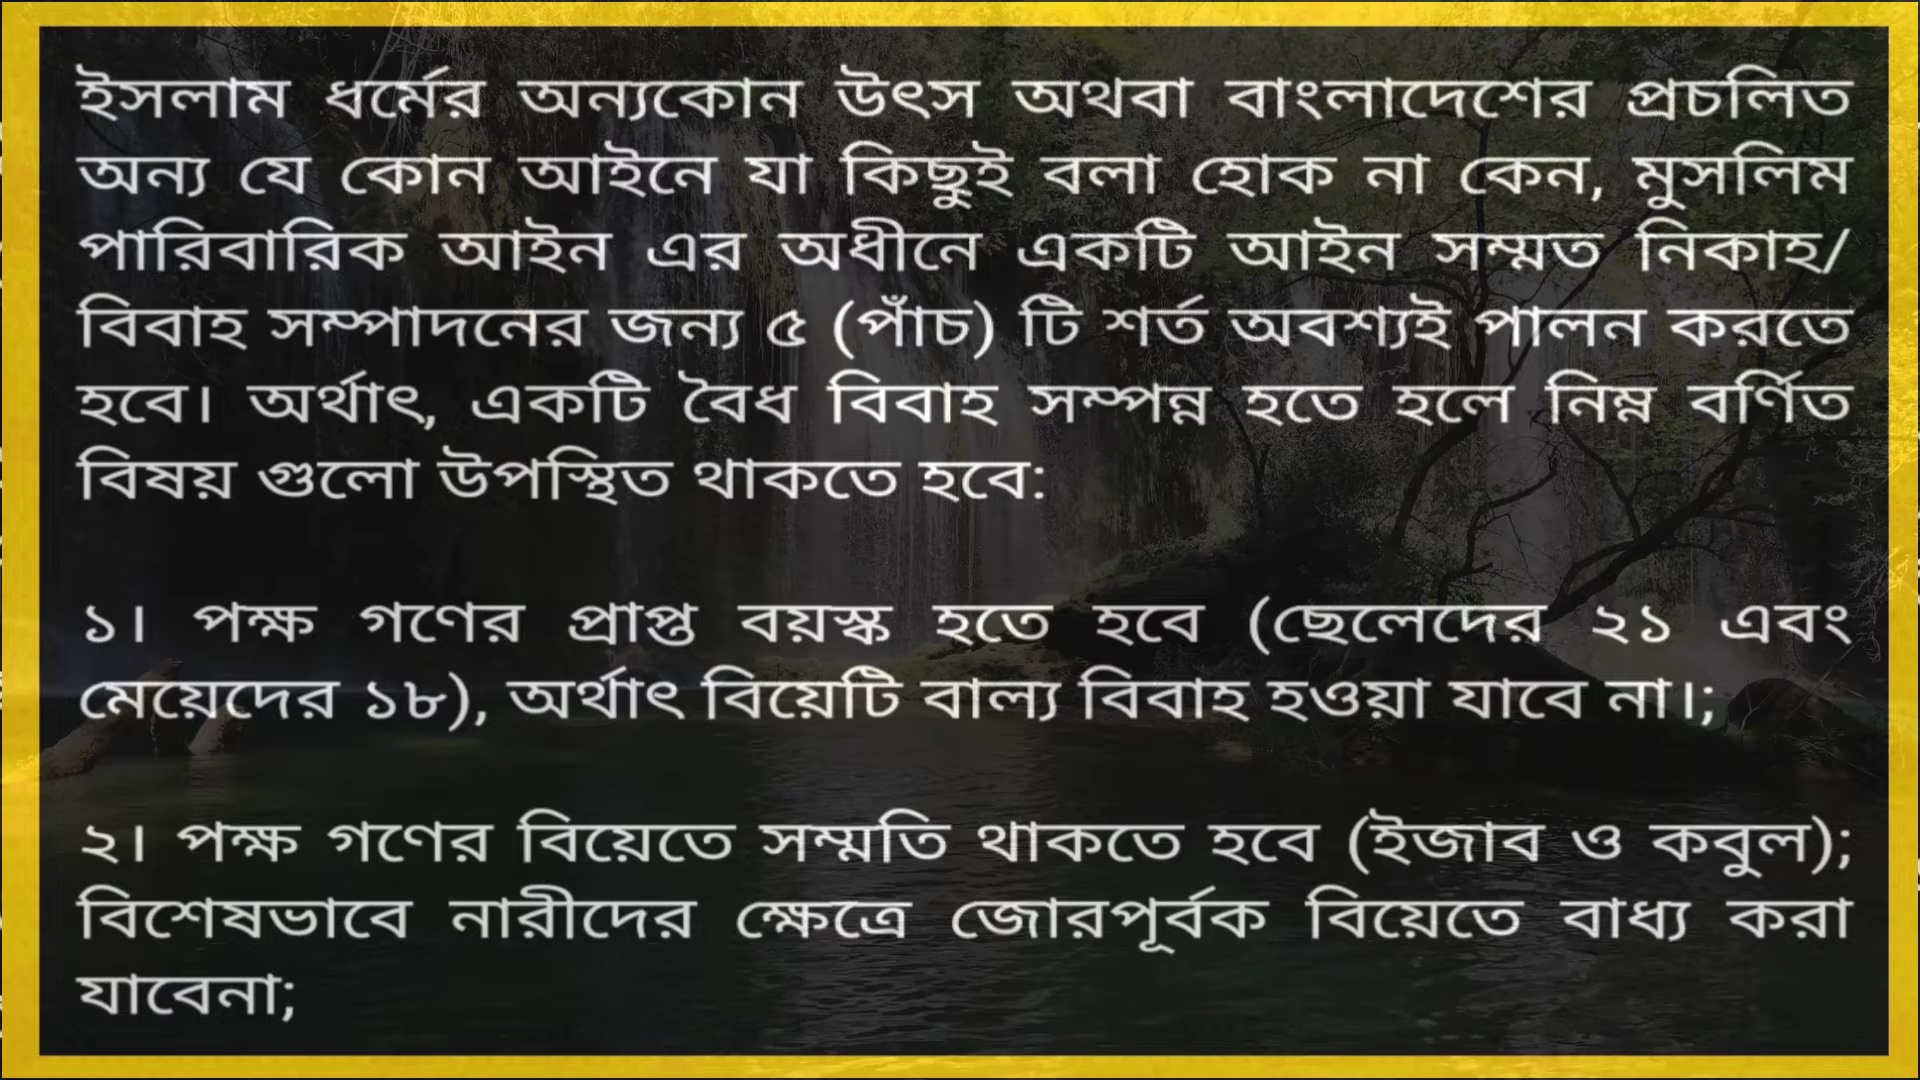 ইসলাম ধর্মের অন্যকোন উৎস অথবা বাংলাদেশের প্রচলিত
অন্য যে কোন আইনে যা কিছুই বলা হোক না কেন, মুসলিম
পারিবারিক আইন এর অধীনে একটি আইন সম্মত নিকাহ/
বিবাহ সম্পাদনের জন্য ৫ (পাঁচ) টি শর্ত অবশ্যই পালন করতে
হবে। অর্থাৎ, একটি বৈধ বিবাহ সম্পন্ন হতে হলে নিম্ন বর্ণিত
বিষয় গুলো উপস্থিত থাকতে হবে:
১। পক্ষ গণের প্রাপ্ত বয়স্ক হতে হবে (ছেলেদের ২১ এবং
মেয়েদের ১৮), অর্থাৎ বিয়েটি বাল্য বিবাহ হওয়া যাবে না।;
২। পক্ষ গণের বিয়েতে সম্মতি থাকতে হবে (ইজাব ও কবুল);
বিশেষভাবে নারীদের ক্ষেত্রে জোরপূর্বক বিয়েতে বাধ্য করা
যাবেনা;